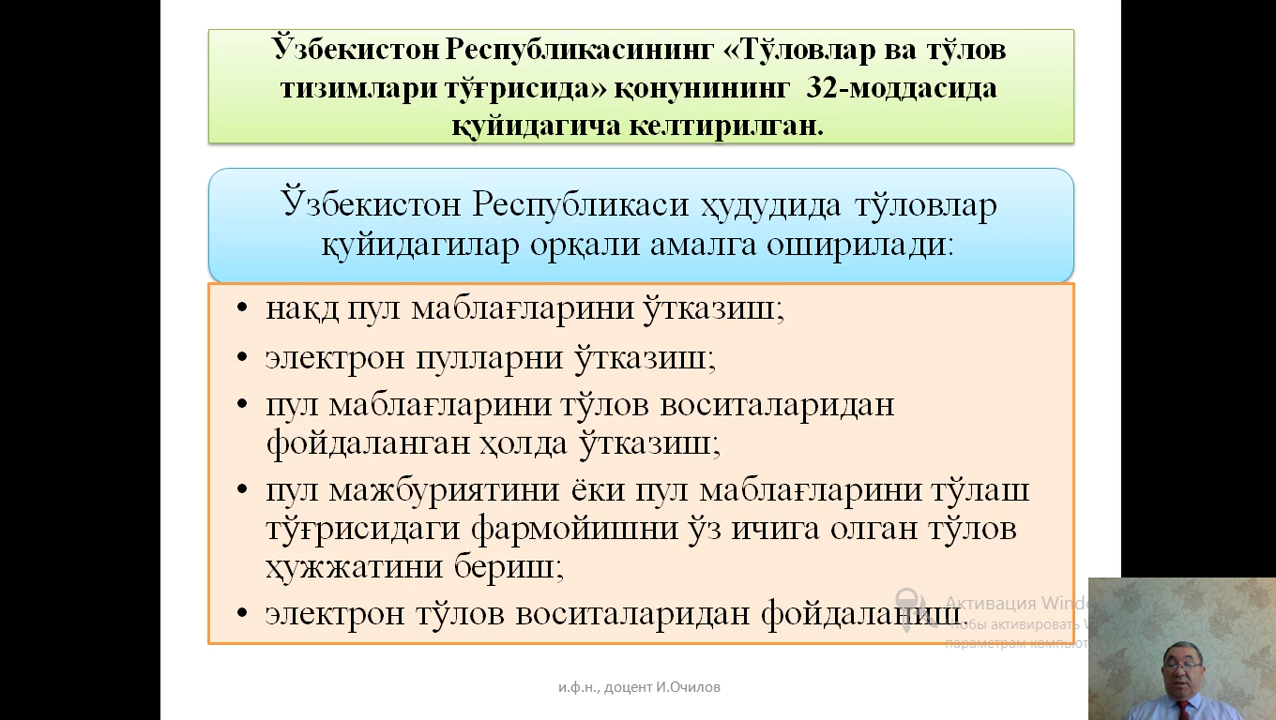 Ўзбекистон Республикасининг «Тўловлар ва тўлов
тизимлари тўғрисида» қонунининг 32-моддасида
қуйидагича келтирилган.
Ўзбекистон Республикаси ҳудудида тўловлар
қуйидагилар орқали амалга оширилади:
• нақд пул маблағларини ўтказиш;
• электрон пулларни ўтказиш;
• пул маблағларини тўлов воситаларидан
фойдаланган ҳолда ўтказиш;
• пул мажбуриятини ёки пул маблағларини тўлаш
тўғрисидаги фармойишни ўз ичига олган тўлов
ҳужжатини бериш;
• электрон тўлов воситаларидан фойдаланиш.
Активация Windo
активировать
параметрам
и.ф.н., доцент И.Очилов